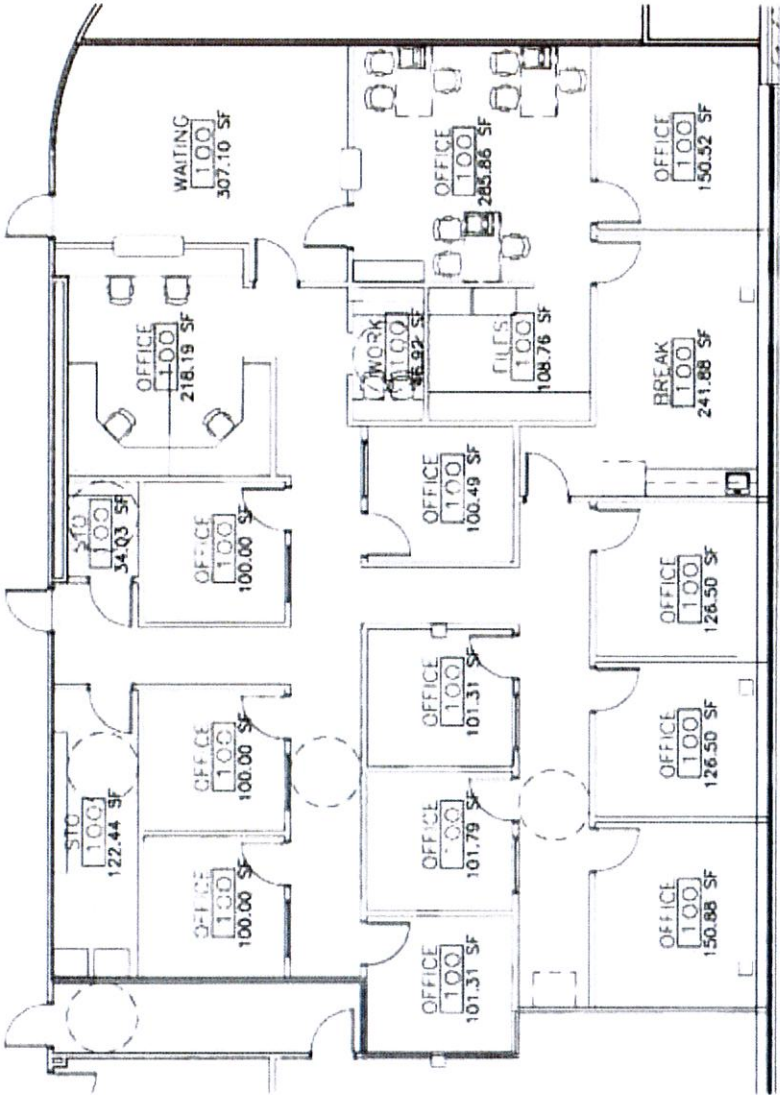 STO
100
122.44 SF
STO
100
34.03 SF
OFFICE
100
218.19 SF
WAITING
100
307.10 SF
OFFICE
100
100.00 SF
OFFICE
100
100.00 SF
OFFICE
100
100.00 SF
WORK
100
46.92 SF
OFFICE
100
101.31 SF
OFFICE
100
101.79 SF
OFFICE
100
101.31 SF
OFFICE
100
100.49 SF
FILES
100
108.76 SF
OFFICE
100
285.86 SF
OFFICE
100
150.88 SF
OFFICE
100
126.50 SF
OFFICE
100
126.50 SF
BREAK
100
241.88 SF
OFFICE
100
150.52 SF